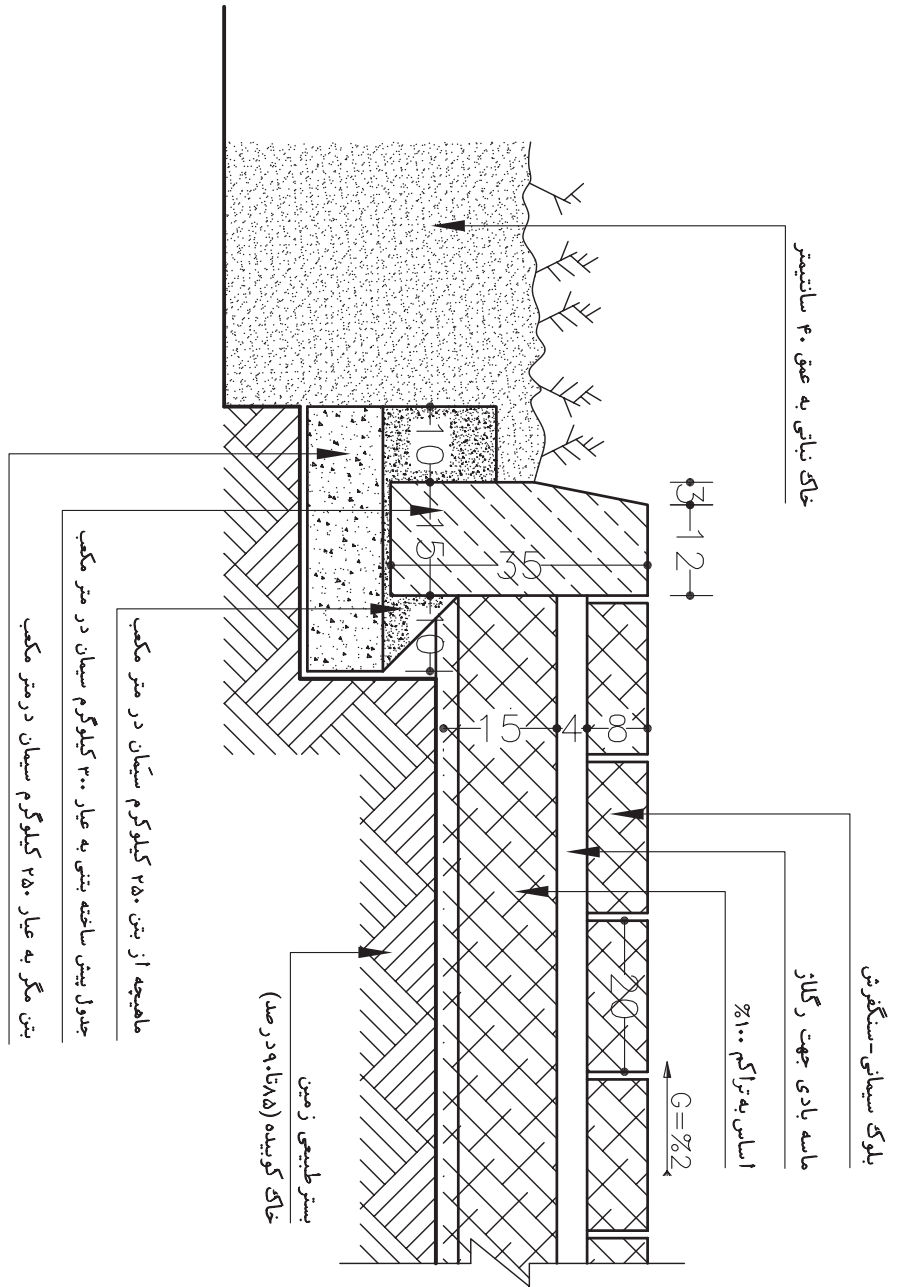 خاک نباتی به عمق ۴۰ سانتیمتر
3
12
10
15
10
35
15
4
8
20
G=%2
بلوک سیمانی-سنگفرش
ماسه بادی جهت رگلاژ
اساس به تراکم ۱۰۰%
بستر طبیعی زمین
خاک کوبیده (۸۵تا۹۰درصد)
ماهیچه از بتن ۲۵۰ کیلوگرم سیمان در متر مکعب
جدول پیش ساخته بتنی به عیار ۳۰۰ کیلوگرم سیمان در متر مکعب
بتن مگر به عیار ۲۵۰ کیلوگرم سیمان درمتر مکعب